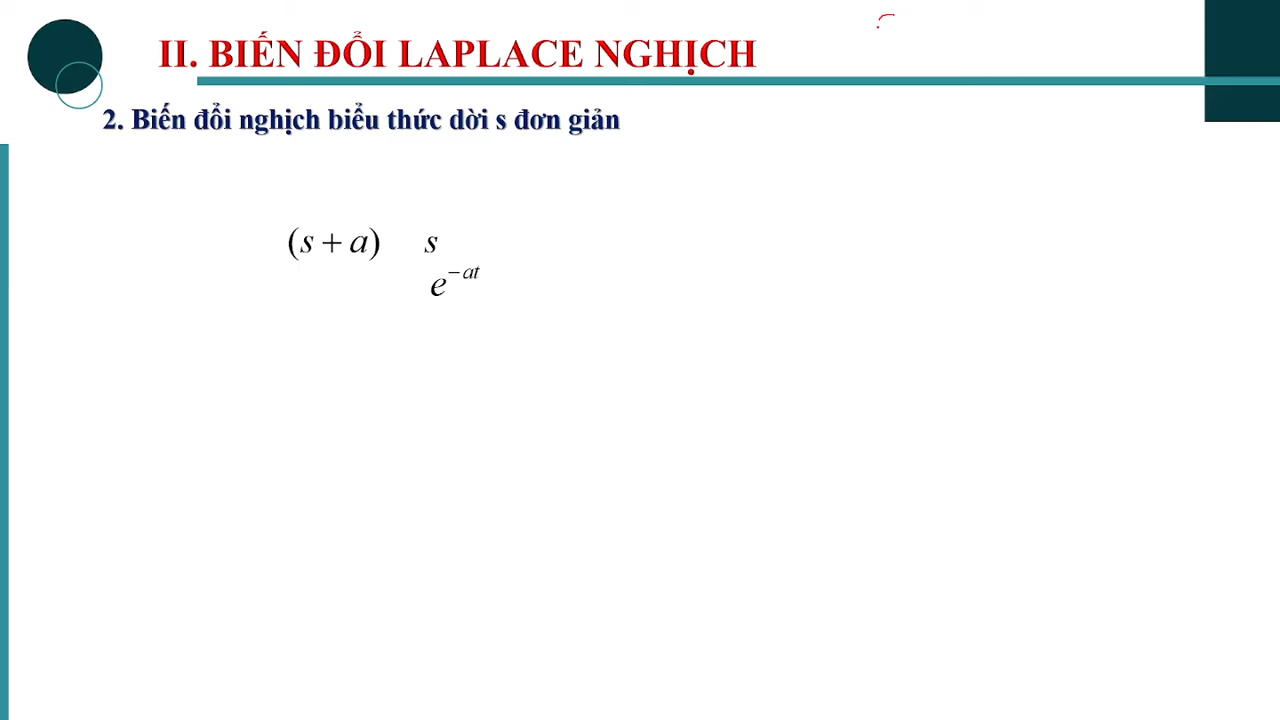 II. BIẾN ĐỔI LAPLACE NGHỊCH
2. Biến đổi nghịch biểu thức dời s đơn giản
(s + a) s
e^{-at}